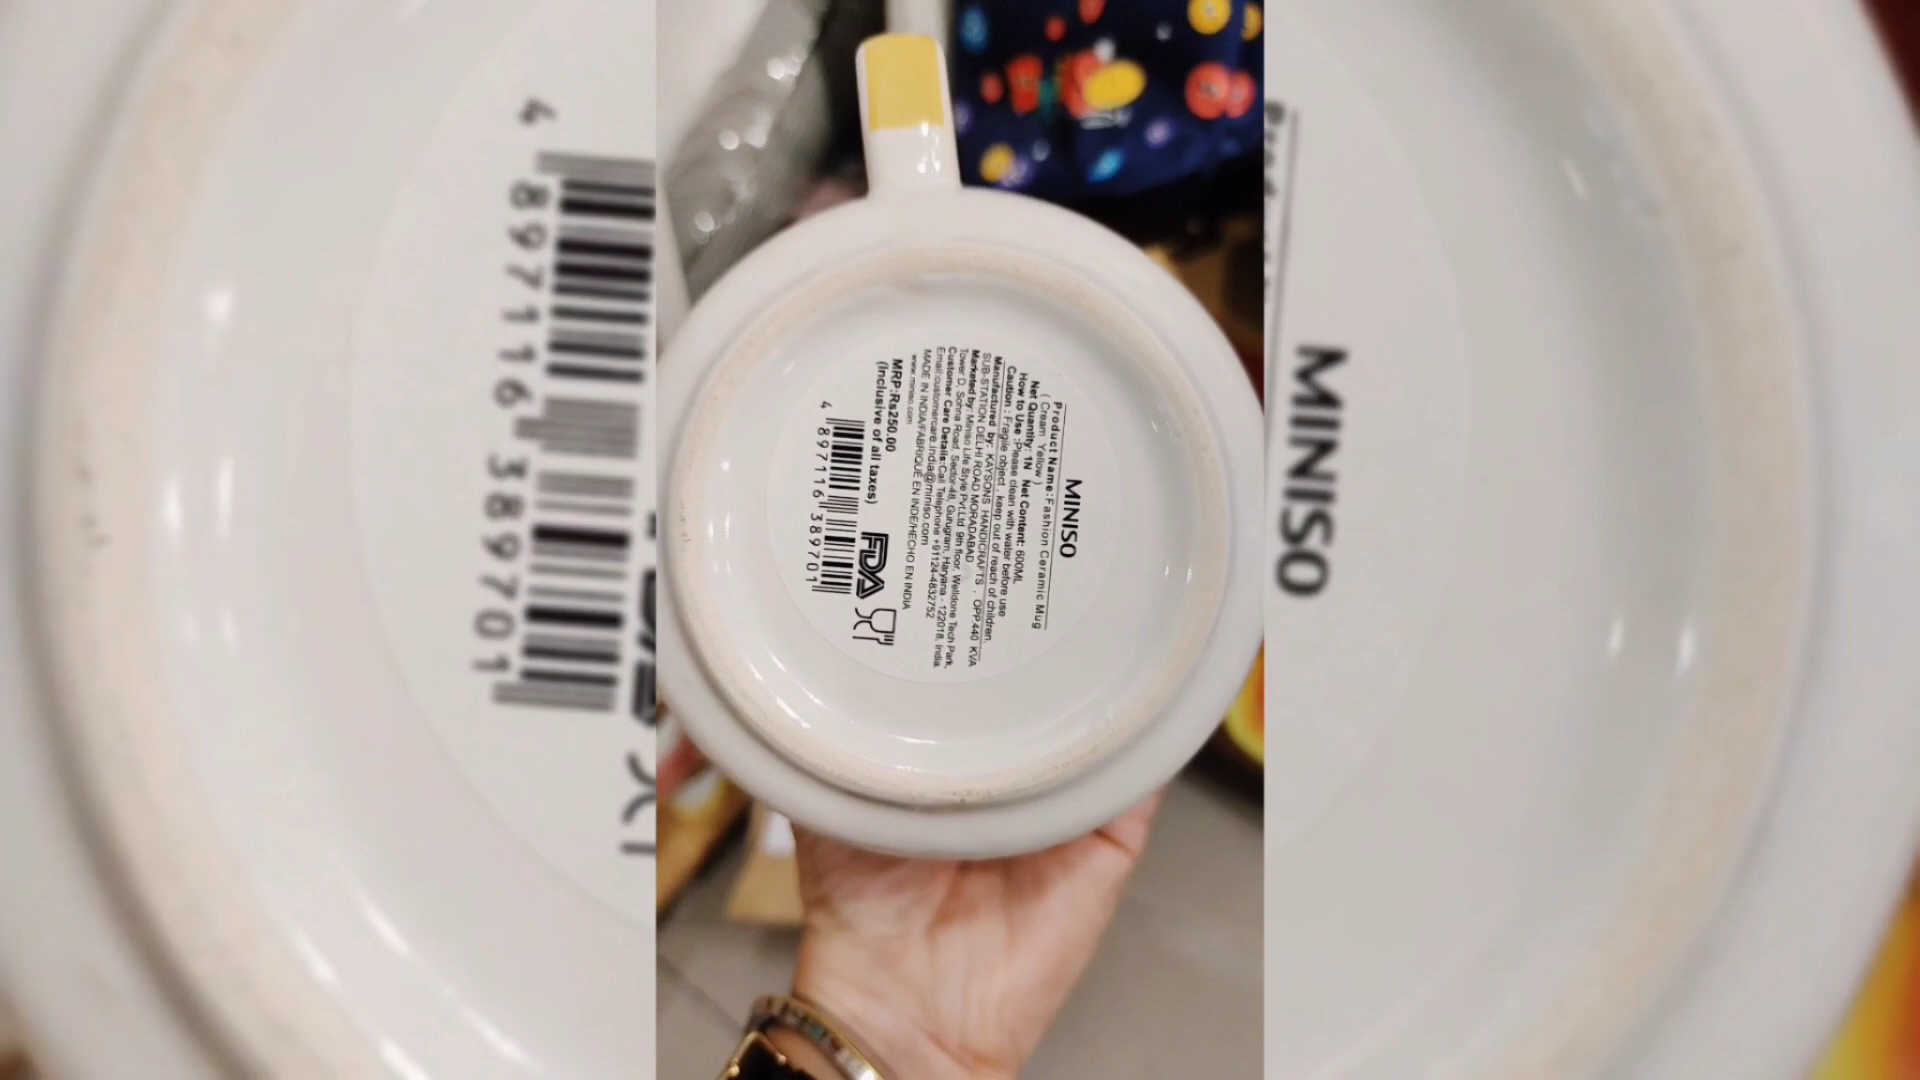 MINISO
Product Name:Fashion Ceramic Mug
( Cream Yellow )
Net Quantity: 1N Net Content: 600ML
How to Use :Please clean with water before use
Caution : Fragile object , keep out of reach of children.
Manufactured by: KAYSONS HANDICRAFTS , OPP.440 KVA
SUB-STATION DELHI ROAD MORADABAD
Marketed by: Miniso Life Style Pvt.Ltd 9th floor, Welldone Tech Park,
Tower D, Sohna Road, Sector-48, Gurugram, Haryana - 122018, India.
Customer Care Details:Call Telephone +91124-4832752
Email:customercare.india@miniso.com
MADE IN INDIA/FABRIQUÉ EN INDE/HECHO EN INDIA
www.miniso.com
MRP:Rs250.00
(Inclusive of all taxes)
FDA
4 897116 389701
4 897116 389701
MINISO